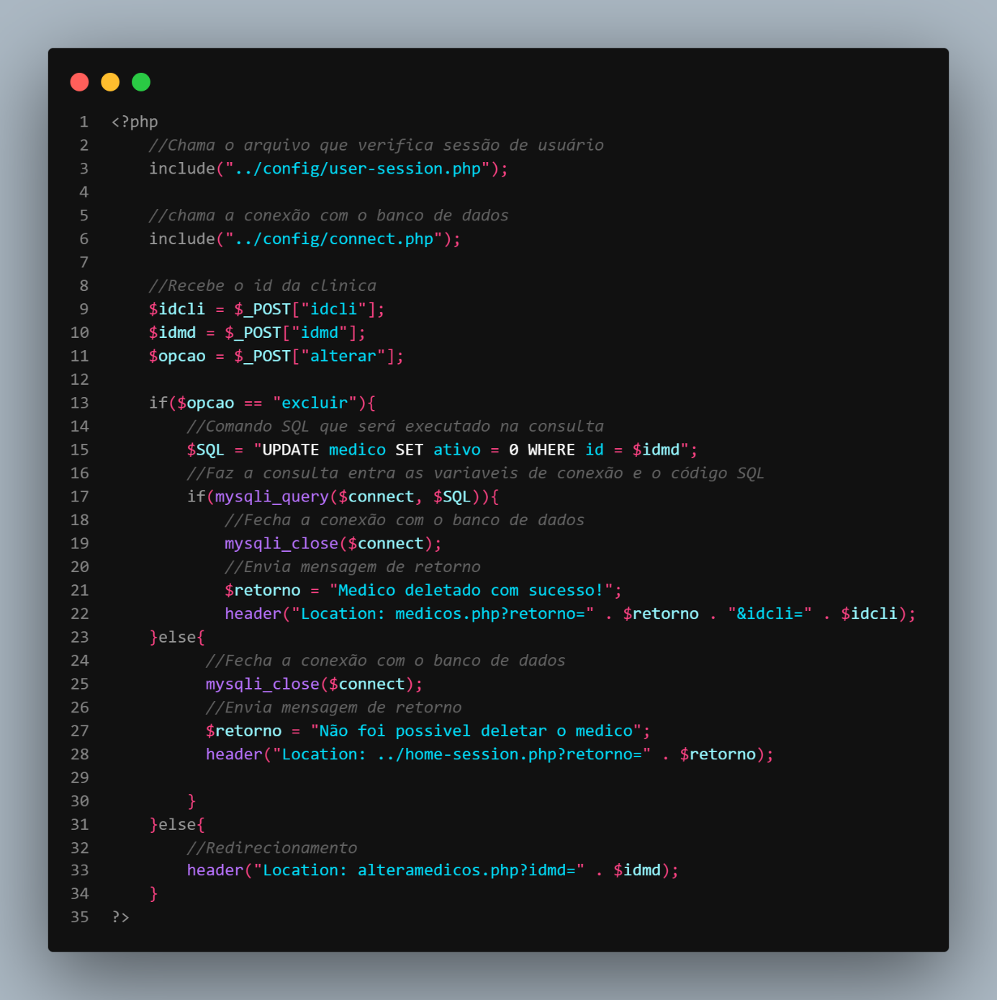 1 <?php
2     //Chama o arquivo que verifica sessão de usuário
3     include("../config/user-session.php");
4
5     //chama a conexão com o banco de dados
6     include("../config/connect.php");
7
8     //Recebe o id da clinica
9     $idcli = $_POST["idcli"];
10     $idmd = $_POST["idmd"];
11     $opcao = $_POST["alterar"];
12
13     if($opcao == "excluir"){
14         //Comando SQL que será executado na consulta
15         $SQL = "UPDATE medico SET ativo = 0 WHERE id = $idmd";
16         //Faz a consulta entra as variaveis de conexão e o código SQL
17         if(mysqli_query($connect, $SQL)){
18             //Fecha a conexão com o banco de dados
19             mysqli_close($connect);
20             //Envia mensagem de retorno
21             $retorno = "Medico deletado com sucesso!";
22             header("Location: medicos.php?retorno=" . $retorno . "&idcli=" . $idcli);
23     }else{
24           //Fecha a conexão com o banco de dados
25           mysqli_close($connect);
26           //Envia mensagem de retorno
27           $retorno = "Não foi possivel deletar o medico";
28           header("Location: ../home-session.php?retorno=" . $retorno);
29
30         }
31     }else{
32         //Redirecionamento
33         header("Location: alteramedicos.php?idmd=" . $idmd);
34     }
35 ?>